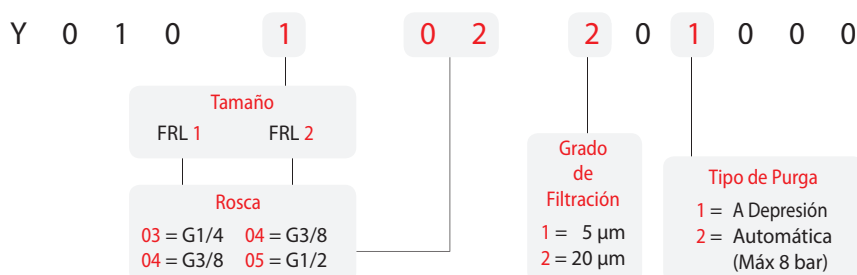 Y 0 1 0 1 0 2 2 0 1 0 0 0
Tamaño
FRL 1 FRL 2
Rosca
03 = G1/4 04 = G3/8
04 = G3/8 05 = G1/2
Grado
de
Filtración
1 = 5 µm
2 = 20 µm
Tipo de Purga
1 = A Depresión
2 = Automática
(Máx 8 bar)